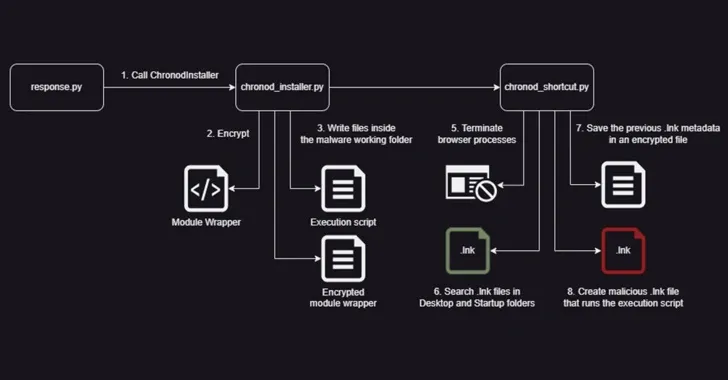 1. Call ChronodInstaller
response.py
chronod_installer.py
chronod_shortcut.py
2. Encrypt
3. Write files inside
the malware working folder
5. Terminate
browser processes
7. Save the previous .lnk metadata
in an encrypted file
Module Wrapper
Execution script
.lnk
.lnk
Encrypted
module wrapper
6. Search .lnk files in
Desktop and Startup folders
8. Create malicious .lnk file
that runs the execution script